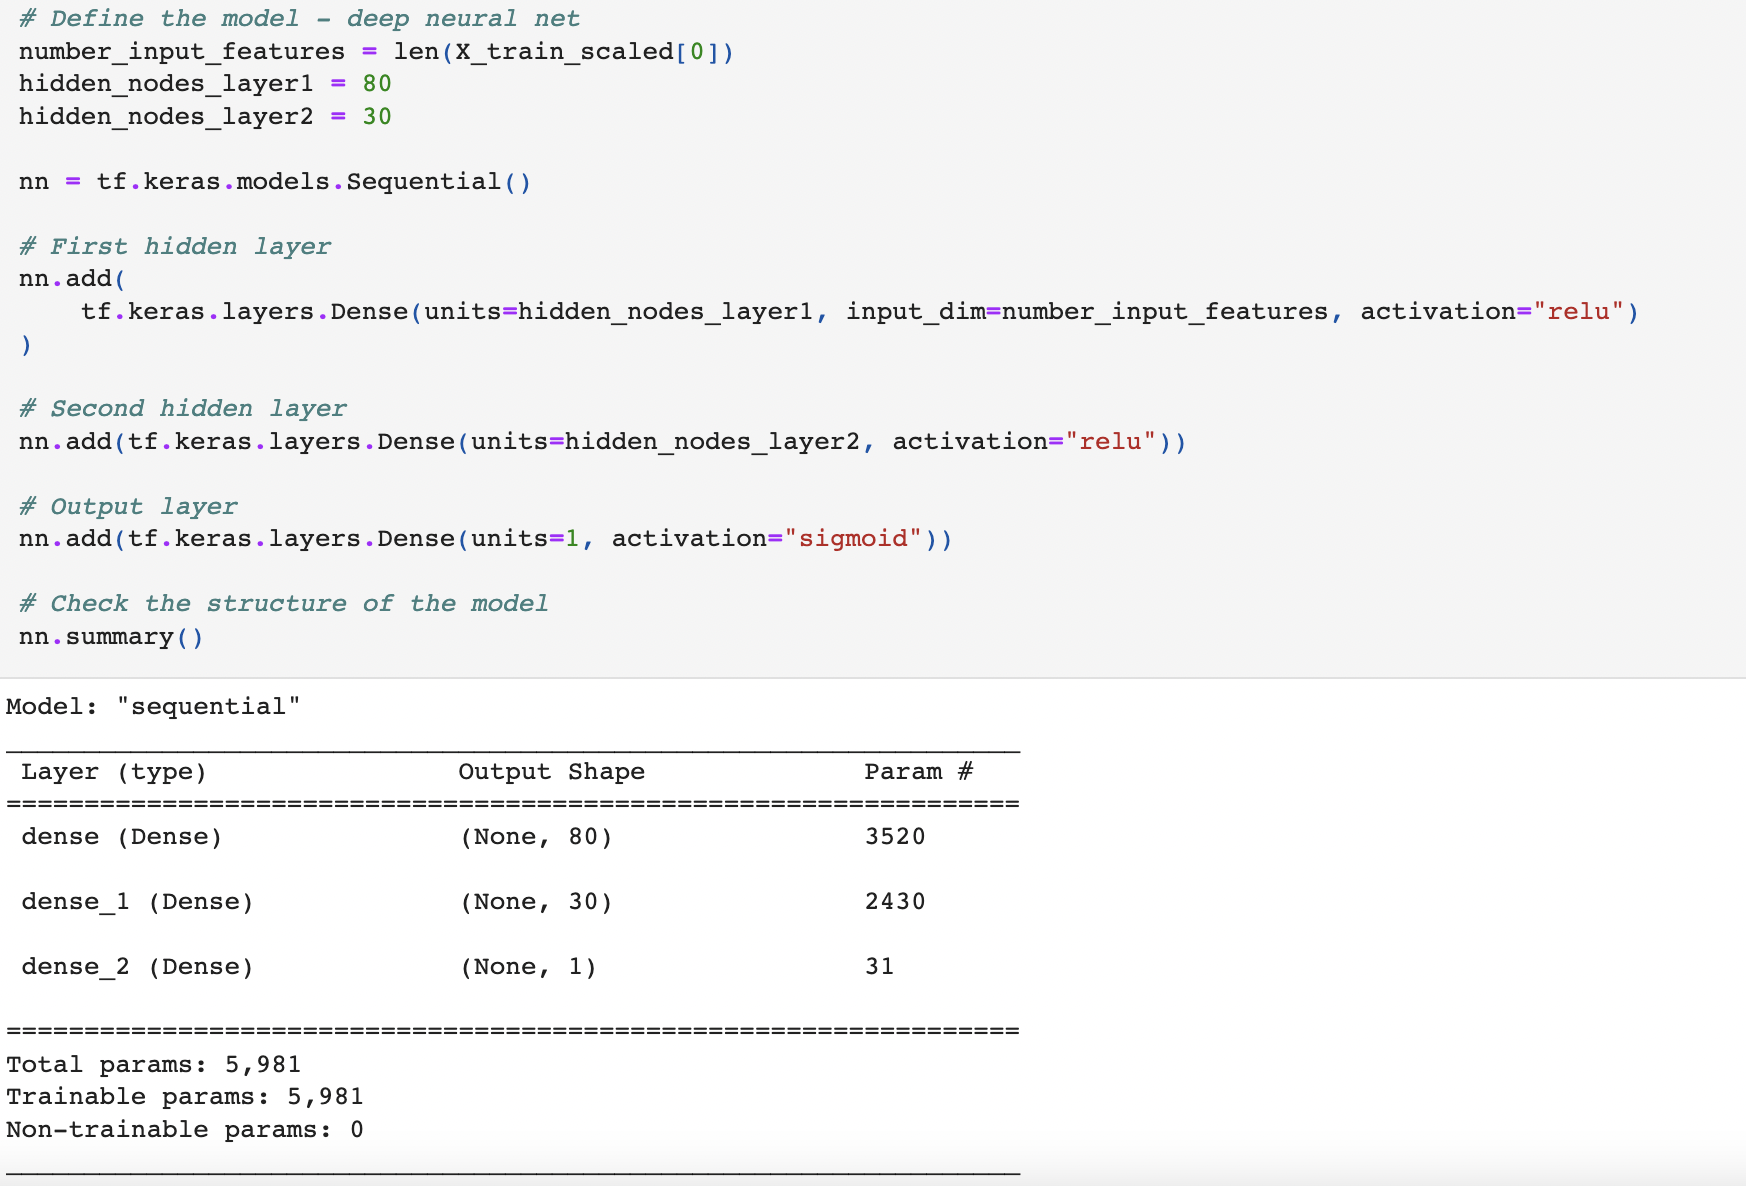 # Define the model – deep neural net
number_input_features = len(X_train_scaled[0])
hidden_nodes_layer1 = 80
hidden_nodes_layer2 = 30
nn = tf.keras.models.Sequential()
# First hidden layer
nn.add(
    tf.keras.layers.Dense(units=hidden_nodes_layer1, input_dim=number_input_features, activation="relu")
)
# Second hidden layer
nn.add(tf.keras.layers.Dense(units=hidden_nodes_layer2, activation="relu"))
# Output layer
nn.add(tf.keras.layers.Dense(units=1, activation="sigmoid"))
# Check the structure of the model
nn.summary()
Model: "sequential"
_________________________________________________________________
Layer (type)                Output Shape              Param #
=================================================================
dense (Dense)               (None, 80)                3520
dense_1 (Dense)             (None, 30)                2430
dense_2 (Dense)             (None, 1)                 31
=================================================================
Total params: 5,981
Trainable params: 5,981
Non-trainable params: 0
_________________________________________________________________